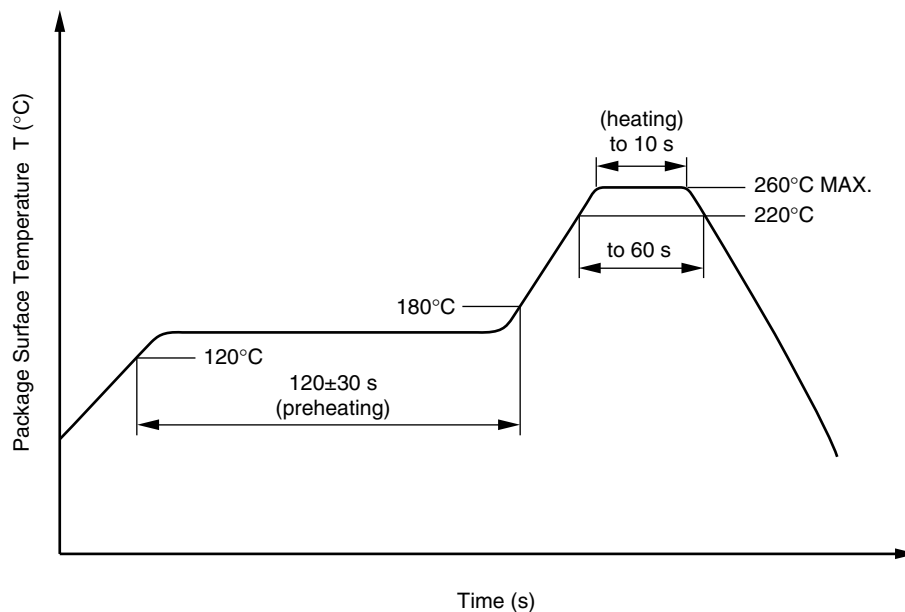 Package Surface Temperature T (°C)
(heating)
to 10 s
260°C MAX.
220°C
to 60 s
180°C
120°C
120±30 s
(preheating)
Time (s)